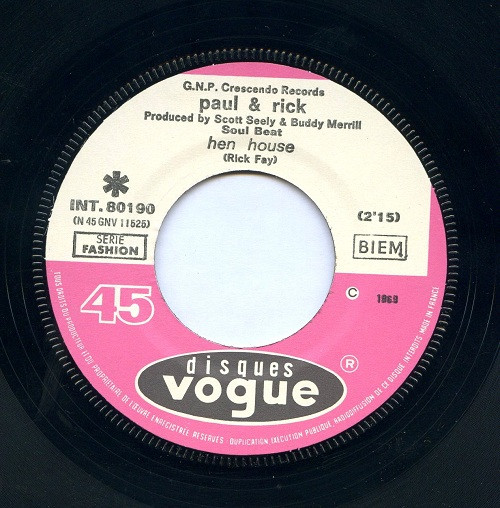 G.N.P. Crescendo Records
paul & rick
Produced by Scott Seely & Buddy Merrill
Soul Beat
hen house
(Rick Fay)
INT. 80190
(N 45 GNV 11525)
SERIE
FASHION
(2'15)
BIEM
45
© 1969
disques
vogue
®
TOUS DROITS DU PRODUCTEUR ET DU PROPRIETAIRE DE L'ŒUVRE ENREGISTREE RESERVES - DUPLICATION, EXECUTION PUBLIQUE, RADIODIFFUSION DE CE DISQUE INTERDITS MADE IN FRANCE